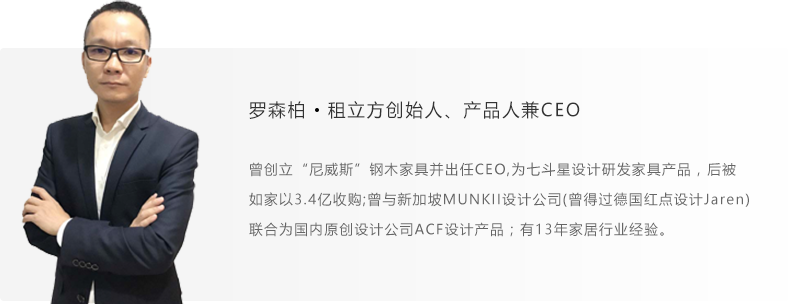 罗森柏•租立方创始人、产品人兼CEO
曾创立“尼威斯”钢木家具并出任CEO,为七斗星设计研发家具产品，后被
如家以3.4亿收购;曾与新加坡MUNKII设计公司(曾得过德国红点设计Jaren)
联合为国内原创设计公司ACF设计产品；有13年家居行业经验。